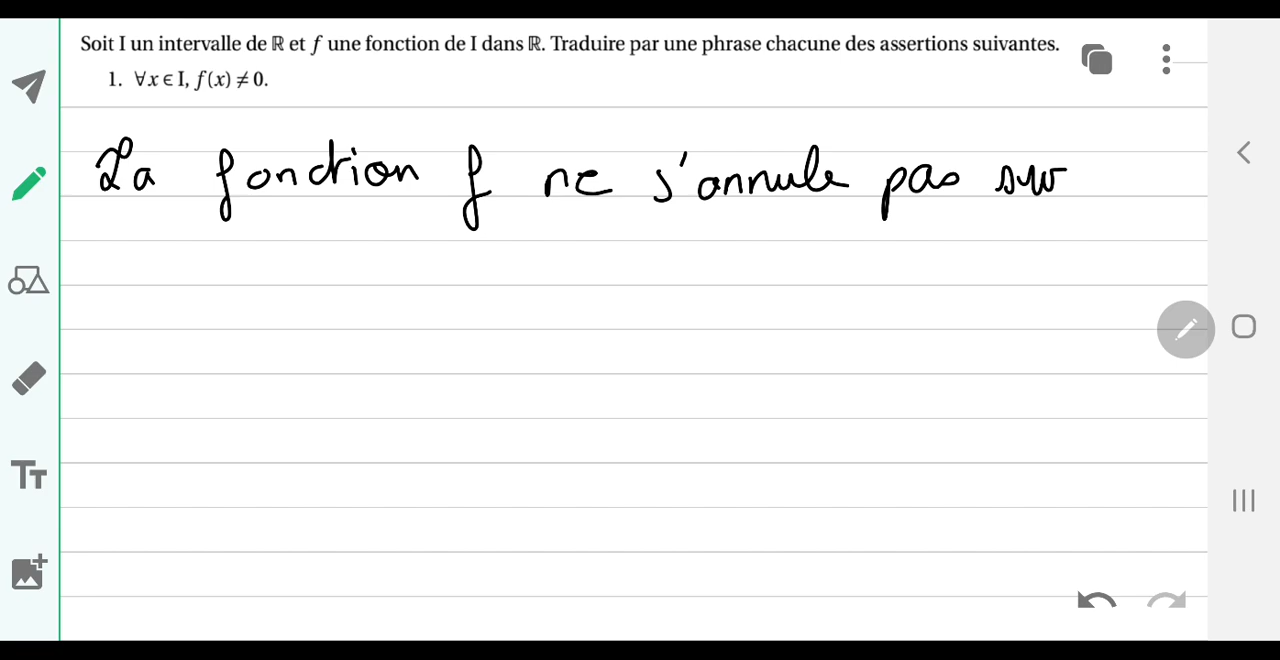 Soit I un intervalle de ℝ et f une fonction de I dans ℝ. Traduire par une phrase chacune des assertions suivantes.
1. ∀x ∈ I, f(x) ≠ 0.
La fonction f ne s'annule pas sur
TT